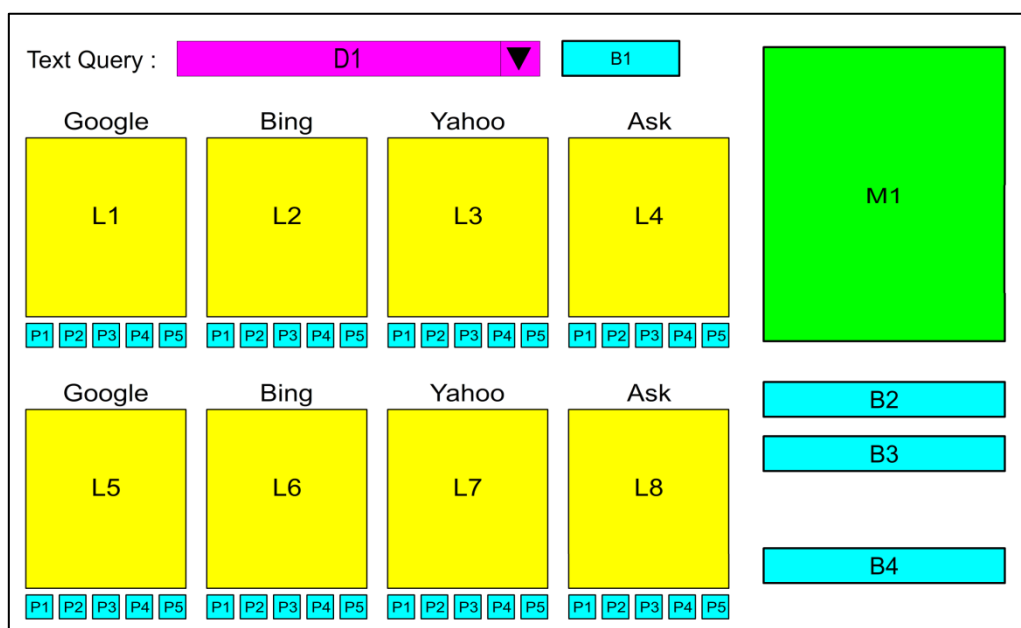 Text Query : D1 B1
Google Bing Yahoo Ask
M1
L1 L2 L3 L4
P1 P2 P3 P4 P5 P1 P2 P3 P4 P5 P1 P2 P3 P4 P5 P1 P2 P3 P4 P5
Google Bing Yahoo Ask
B2
B3
L5 L6 L7 L8
B4
P1 P2 P3 P4 P5 P1 P2 P3 P4 P5 P1 P2 P3 P4 P5 P1 P2 P3 P4 P5